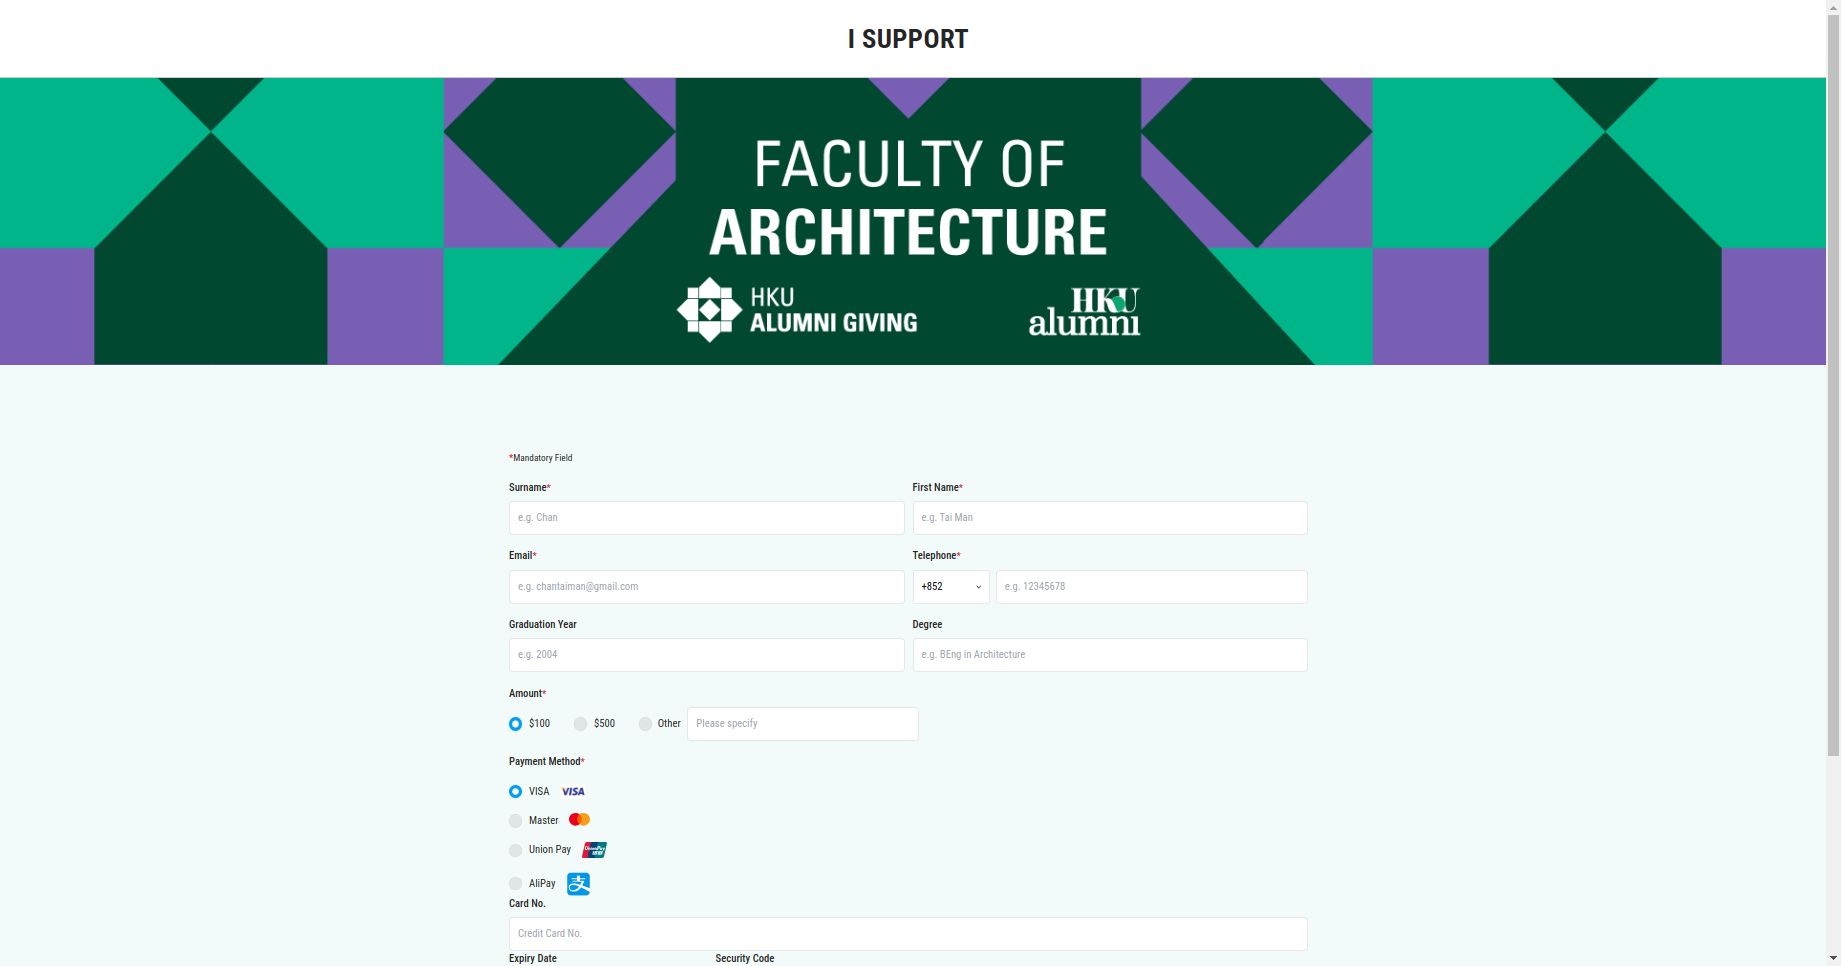 I SUPPORT
FACULTY OF
ARCHITECTURE
HKU
ALUMNI GIVING
HKU
alumni
*Mandatory Field
Surname* First Name*
e.g. Chan e.g. Tai Man
Email* Telephone*
e.g. chantaiman@gmail.com +852 e.g. 12345678
Graduation Year Degree
e.g. 2004 e.g. BEng in Architecture
Amount*
$100 $500 Other Please specify
Payment Method*
VISA VISA
Master
Union Pay UnionPay
AliPay 支
Card No.
Credit Card No.
Expiry Date Security Code